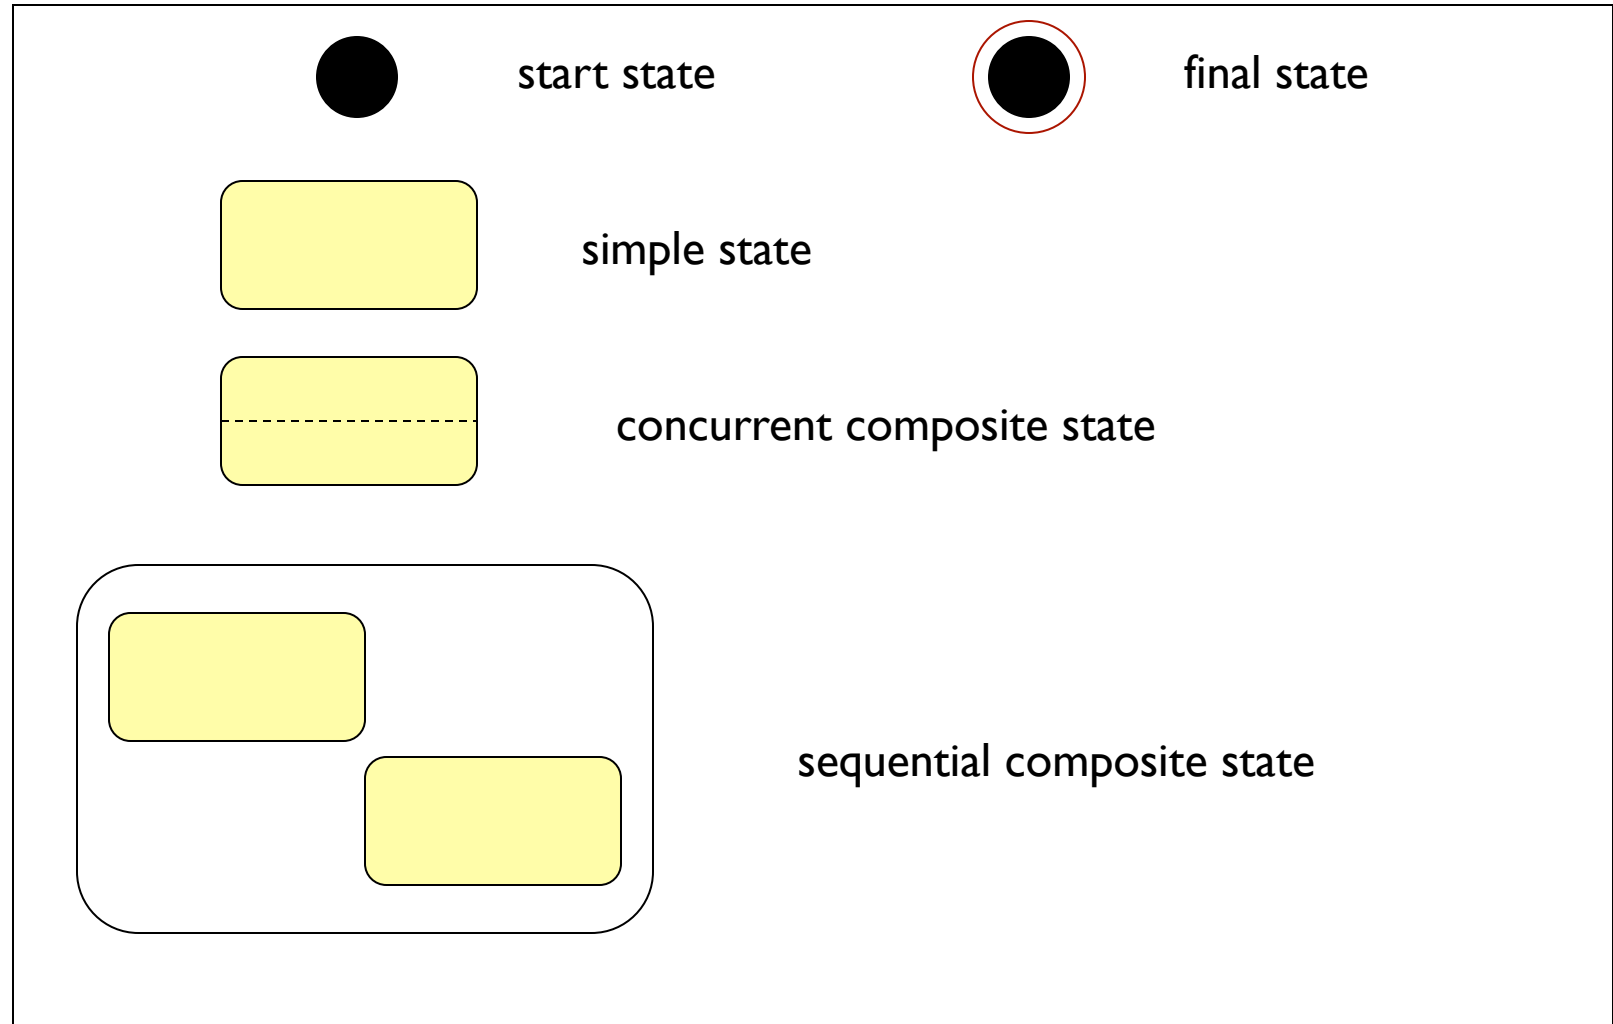 start state
final state
simple state
concurrent composite state
sequential composite state